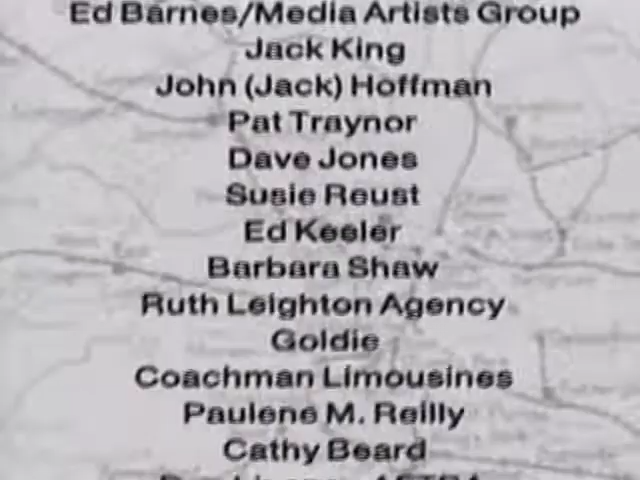 Ed Barnes/Media Artists Group
Jack King
John (Jack) Hoffman
Pat Traynor
Dave Jones
Susie Reust
Ed Keeler
Barbara Shaw
Ruth Leighton Agency
Goldie
Coachman Limousines
Paulene M. Reilly
Cathy Beard